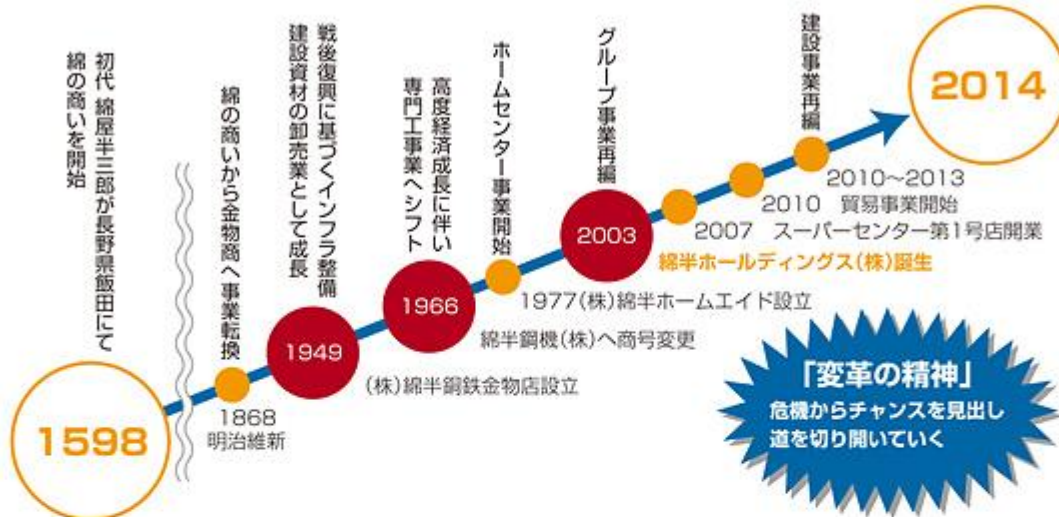 初代 綿屋半三郎が長野県飯田にて
綿の商いを開始
1598
綿の商いから金物商へ事業転換
1868
明治維新
戦後復興に基づくインフラ整備
建設資材の卸売業として成長
1949
(株)綿半銅鉄金物店設立
高度経済成長に伴い
専門工事業へシフト
1966
綿半鋼機(株)へ商号変更
ホームセンター事業開始
1977(株)綿半ホームエイド設立
グループ事業再編
2003
綿半ホールディングス(株)誕生
2007 スーパーセンター第1号店開業
2010 貿易事業開始
建設事業再編
2010〜2013
2014
「変革の精神」
危機からチャンスを見出し
道を切り開いていく